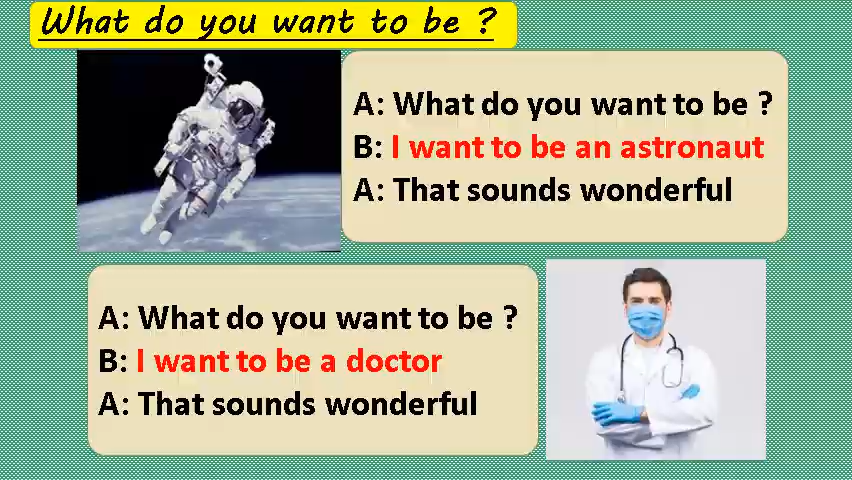 What do you want to be ?
A: What do you want to be ?
B: I want to be an astronaut
A: That sounds wonderful
A: What do you want to be ?
B: I want to be a doctor
A: That sounds wonderful